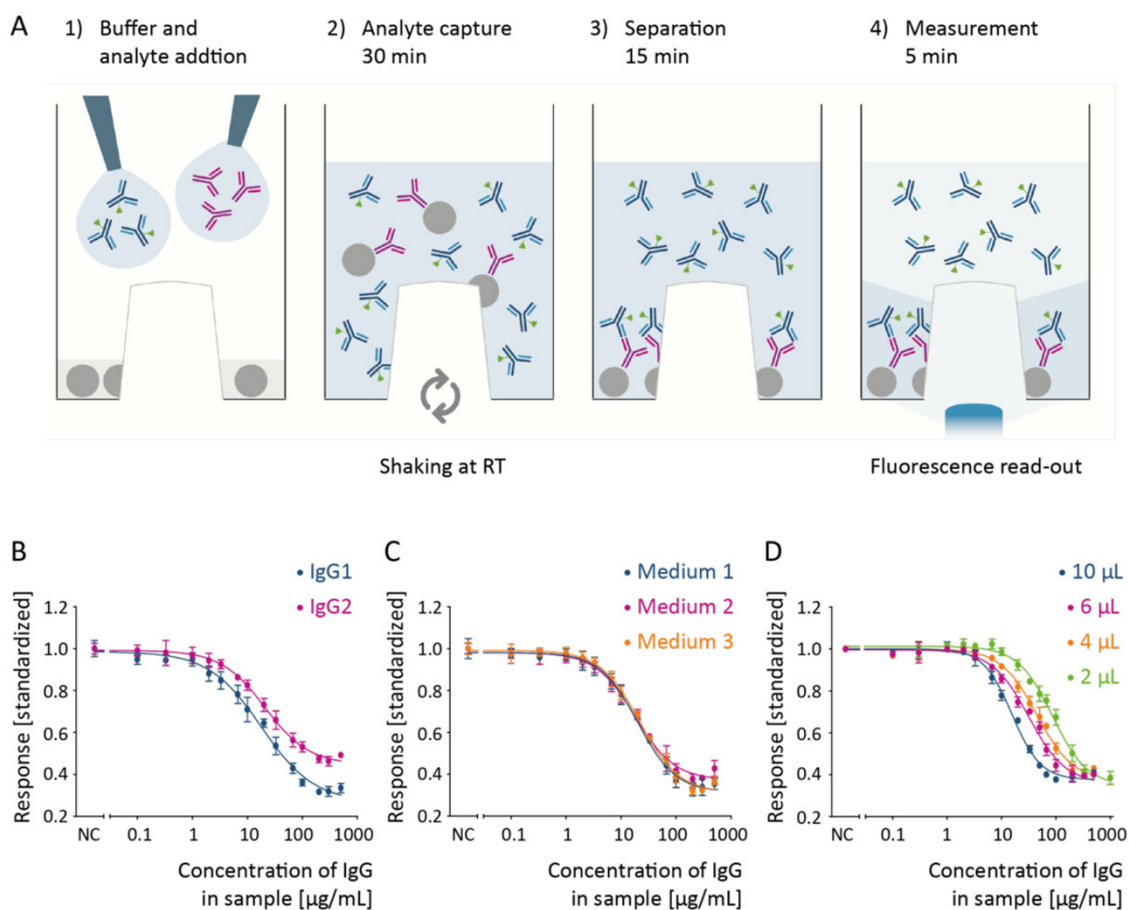 A
1) Buffer and
analyte addtion
2) Analyte capture
30 min
3) Separation
15 min
4) Measurement
5 min
Shaking at RT
Fluorescence read-out
B
IgG1
IgG2
Response [standardized]
1.2
1.0
0.8
0.6
0.4
0.2
NC 0.1 1 10 100 1000
Concentration of IgG
in sample [µg/mL]
C
Medium 1
Medium 2
Medium 3
Response [standardized]
1.2
1.0
0.8
0.6
0.4
0.2
NC 0.1 1 10 100 1000
Concentration of IgG
in sample [µg/mL]
D
10 µL
6 µL
4 µL
2 µL
Response [standardized]
1.2
1.0
0.8
0.6
0.4
0.2
NC 0.1 1 10 100 1000
Concentration of IgG
in sample [µg/mL]